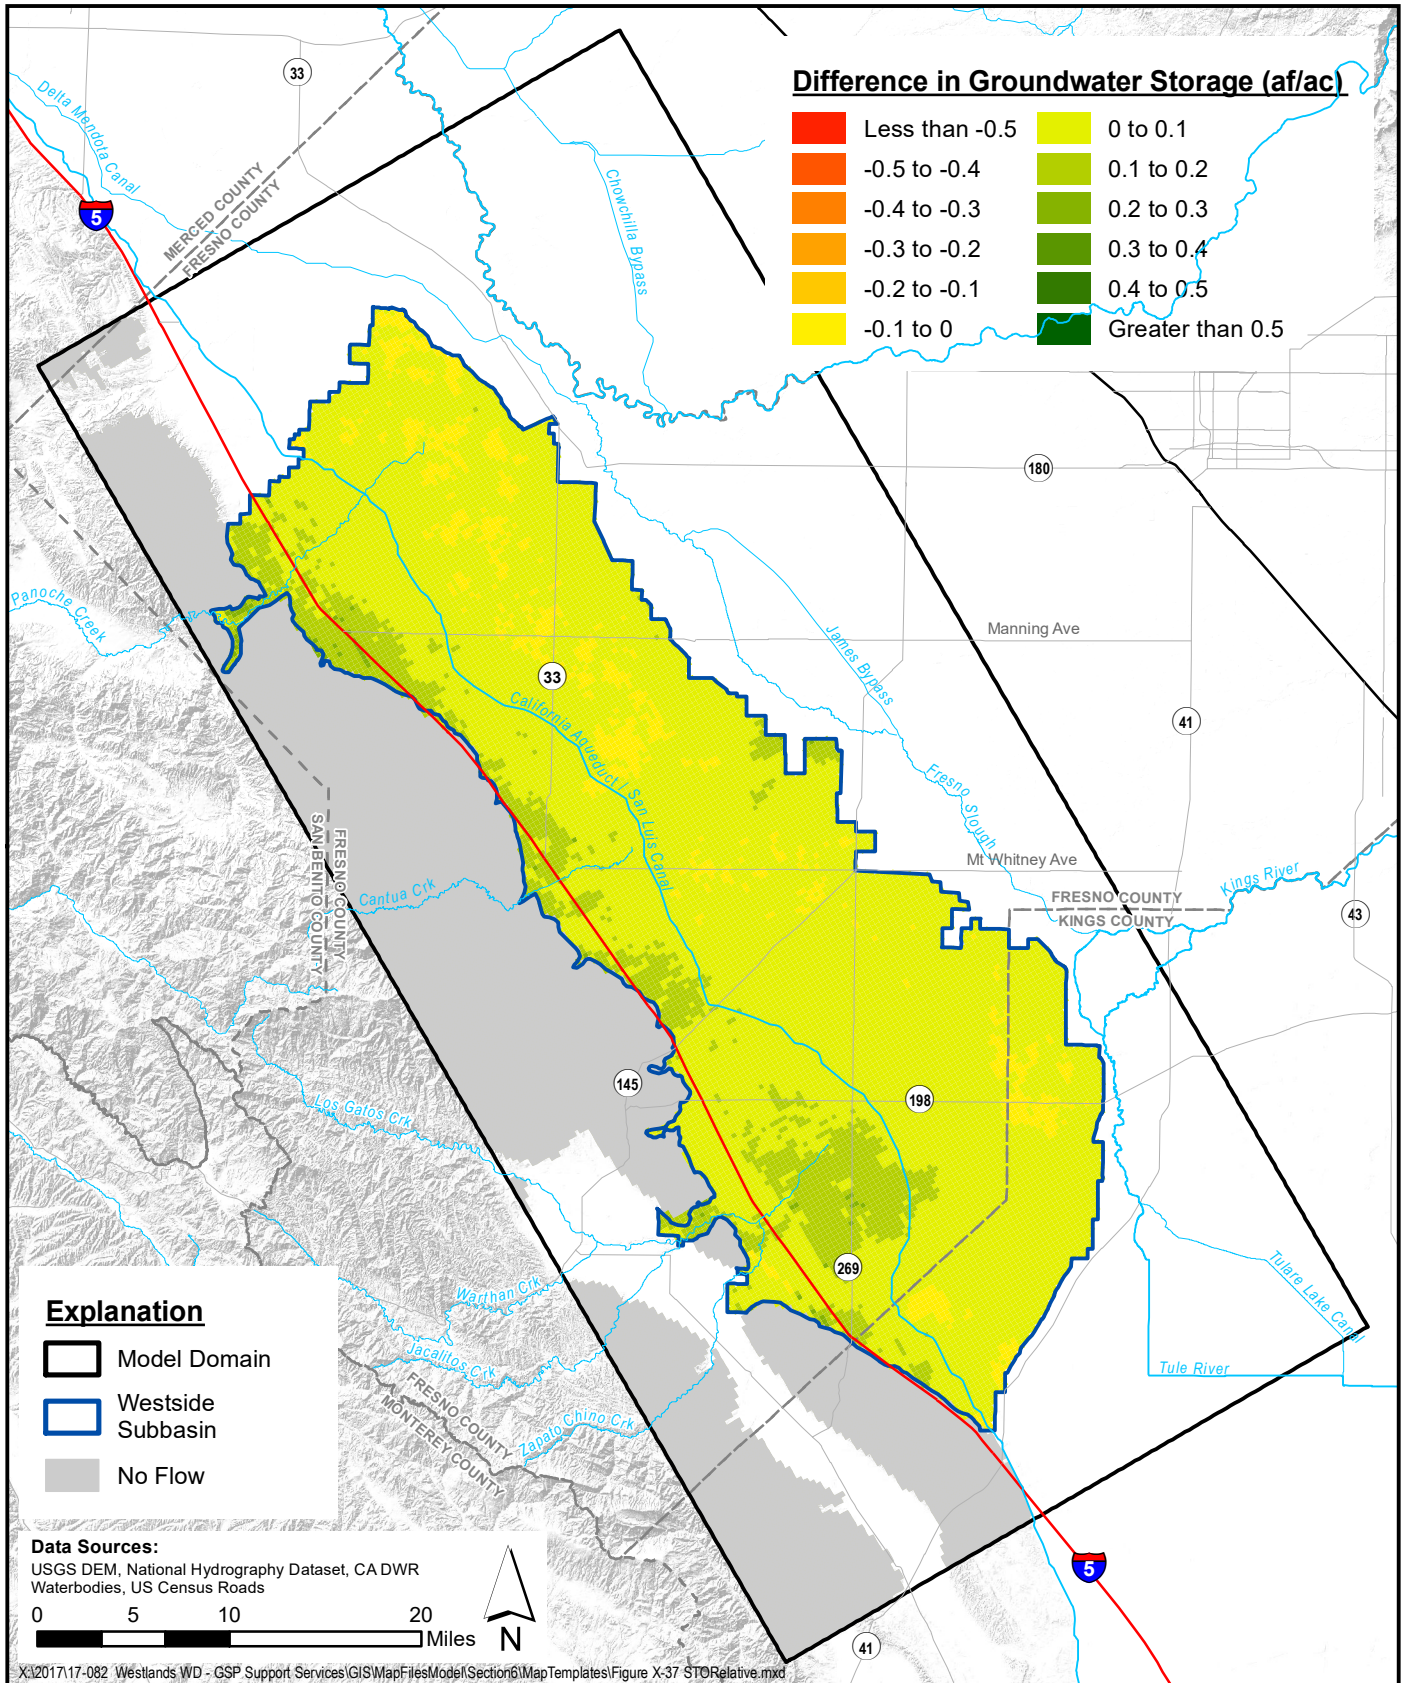 Difference in Groundwater Storage (af/ac)
Less than -0.5
-0.5 to -0.4
-0.4 to -0.3
-0.3 to -0.2
-0.2 to -0.1
-0.1 to 0
0 to 0.1
0.1 to 0.2
0.2 to 0.3
0.3 to 0.4
0.4 to 0.5
Greater than 0.5
33
Delta Mendota Canal
5
MERCED COUNTY
FRESNO COUNTY
Chowchilla Bypass
180
Panoche Creek
Manning Ave
James Bypass
33
41
California Aqueduct / San Luis Canal
Fresno Slough
SAN BENITO COUNTY
FRESNO COUNTY
Mt Whitney Ave
Cantua Crk
Kings River
FRESNO COUNTY
KINGS COUNTY
43
145
198
Los Gatos Crk
269
Warthan Crk
Tulare Lake Canal
Jacalitos Crk
Tule River
FRESNO COUNTY
MONTEREY COUNTY
Zapato Chino Crk
5
41
Explanation
Model Domain
Westside
Subbasin
No Flow
Data Sources:
USGS DEM, National Hydrography Dataset, CA DWR
Waterbodies, US Census Roads
0 5 10 20
Miles
N
X:\2017\17-082 Westlands WD - GSP Support Services\GIS\MapFilesModel\Section6\MapTemplates\Figure X-37 STORelative.mxd